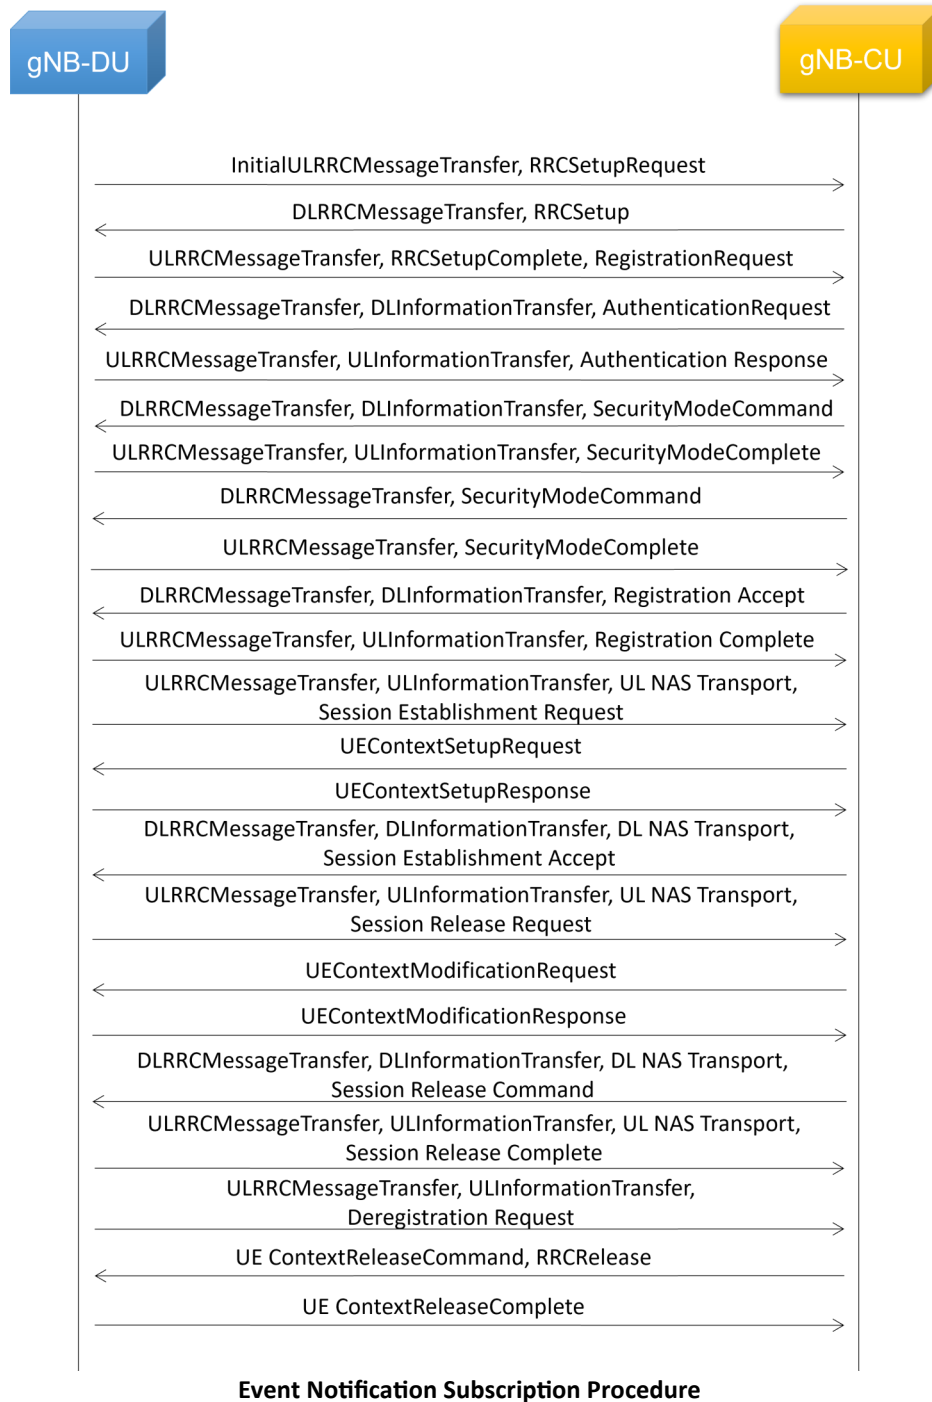 gNB-DU
gNB-CU
InitialULRRCMessageTransfer, RRCSetupRequest
DLRRCMessageTransfer, RRCSetup
ULRRCMessageTransfer, RRCSetupComplete, RegistrationRequest
DLRRCMessageTransfer, DLInformationTransfer, AuthenticationRequest
ULRRCMessageTransfer, ULInformationTransfer, Authentication Response
DLRRCMessageTransfer, DLInformationTransfer, SecurityModeCommand
ULRRCMessageTransfer, ULInformationTransfer, SecurityModeComplete
DLRRCMessageTransfer, SecurityModeCommand
ULRRCMessageTransfer, SecurityModeComplete
DLRRCMessageTransfer, DLInformationTransfer, Registration Accept
ULRRCMessageTransfer, ULInformationTransfer, Registration Complete
ULRRCMessageTransfer, ULInformationTransfer, UL NAS Transport,
Session Establishment Request
UEContextSetupRequest
UEContextSetupResponse
DLRRCMessageTransfer, DLInformationTransfer, DL NAS Transport,
Session Establishment Accept
ULRRCMessageTransfer, ULInformationTransfer, UL NAS Transport,
Session Release Request
UEContextModificationRequest
UEContextModificationResponse
DLRRCMessageTransfer, DLInformationTransfer, DL NAS Transport,
Session Release Command
ULRRCMessageTransfer, ULInformationTransfer, UL NAS Transport,
Session Release Complete
ULRRCMessageTransfer, ULInformationTransfer,
Deregistration Request
UE ContextReleaseCommand, RRCRelease
UE ContextReleaseComplete
Event Notification Subscription Procedure